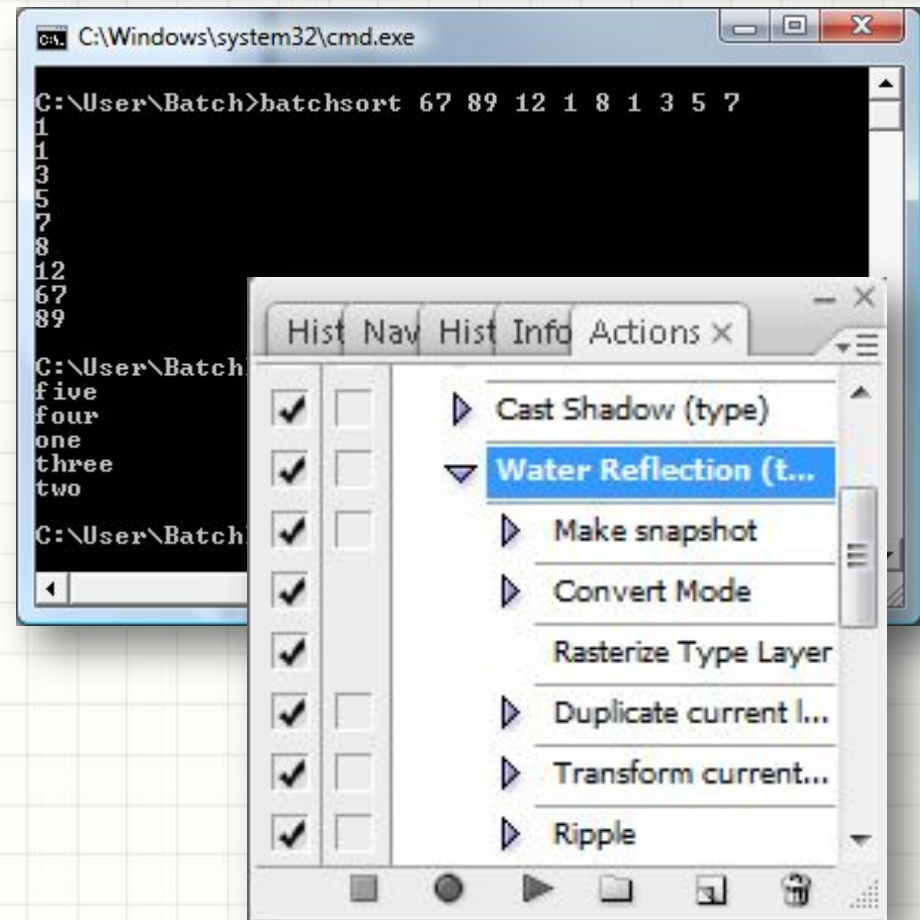 C:\Windows\system32\cmd.exe
C:\User\Batch>batchsort 67 89 12 1 8 1 3 5 7
1
1
3
5
7
8
12
67
89
C:\User\Batch
five
four
one
three
two
C:\User\Batch
Hist Nav Hist Info Actions
Cast Shadow (type)
Water Reflection (t...
Make snapshot
Convert Mode
Rasterize Type Layer
Duplicate current l...
Transform current...
Ripple